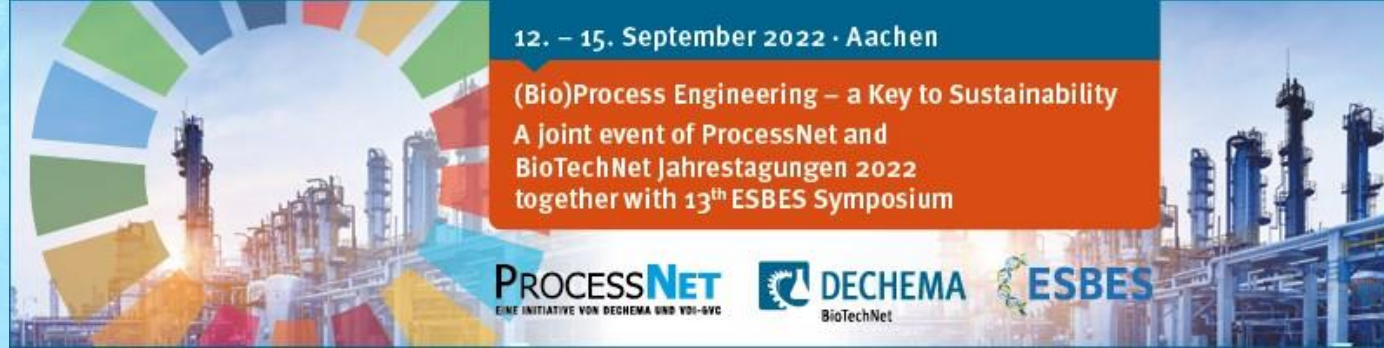 12. – 15. September 2022 · Aachen
(Bio)Process Engineering – a Key to Sustainability
A joint event of ProcessNet and
BioTechNet Jahrestagungen 2022
together with 13th ESBES Symposium
PROCESSNET
EINE INITIATIVE VON DECHEMA UND VDI-GVC
DECHEMA
BioTechNet
ESBES